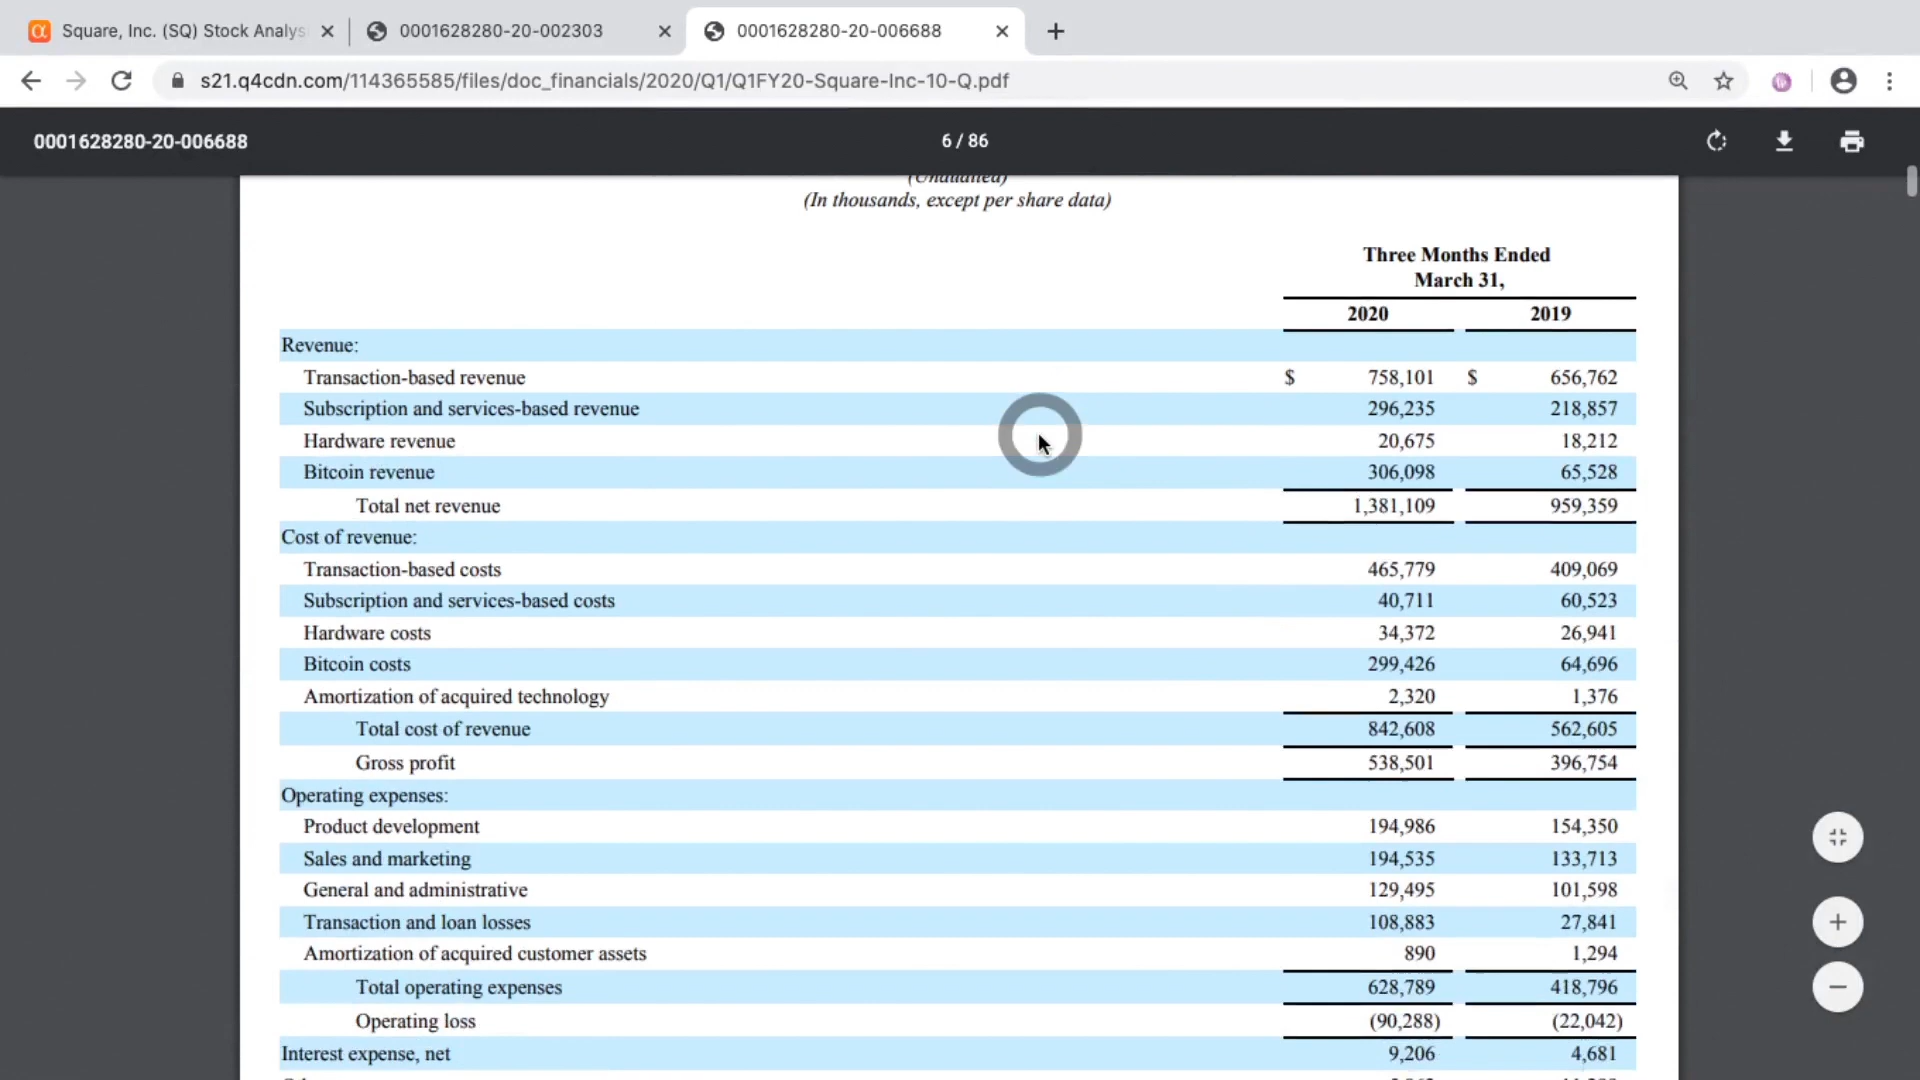 Square, Inc. (SQ) Stock Analys
0001628280-20-002303
0001628280-20-006688
s21.q4cdn.com/114365585/files/doc_financials/2020/Q1/Q1FY20-Square-Inc-10-Q.pdf
0001628280-20-006688
6 / 86
(Unaudited)
(In thousands, except per share data)
Three Months Ended
March 31,
2020 2019
Revenue:
Transaction-based revenue $ 758,101 $ 656,762
Subscription and services-based revenue 296,235 218,857
Hardware revenue 20,675 18,212
Bitcoin revenue 306,098 65,528
Total net revenue 1,381,109 959,359
Cost of revenue:
Transaction-based costs 465,779 409,069
Subscription and services-based costs 40,711 60,523
Hardware costs 34,372 26,941
Bitcoin costs 299,426 64,696
Amortization of acquired technology 2,320 1,376
Total cost of revenue 842,608 562,605
Gross profit 538,501 396,754
Operating expenses:
Product development 194,986 154,350
Sales and marketing 194,535 133,713
General and administrative 129,495 101,598
Transaction and loan losses 108,883 27,841
Amortization of acquired customer assets 890 1,294
Total operating expenses 628,789 418,796
Operating loss (90,288) (22,042)
Interest expense, net 9,206 4,681